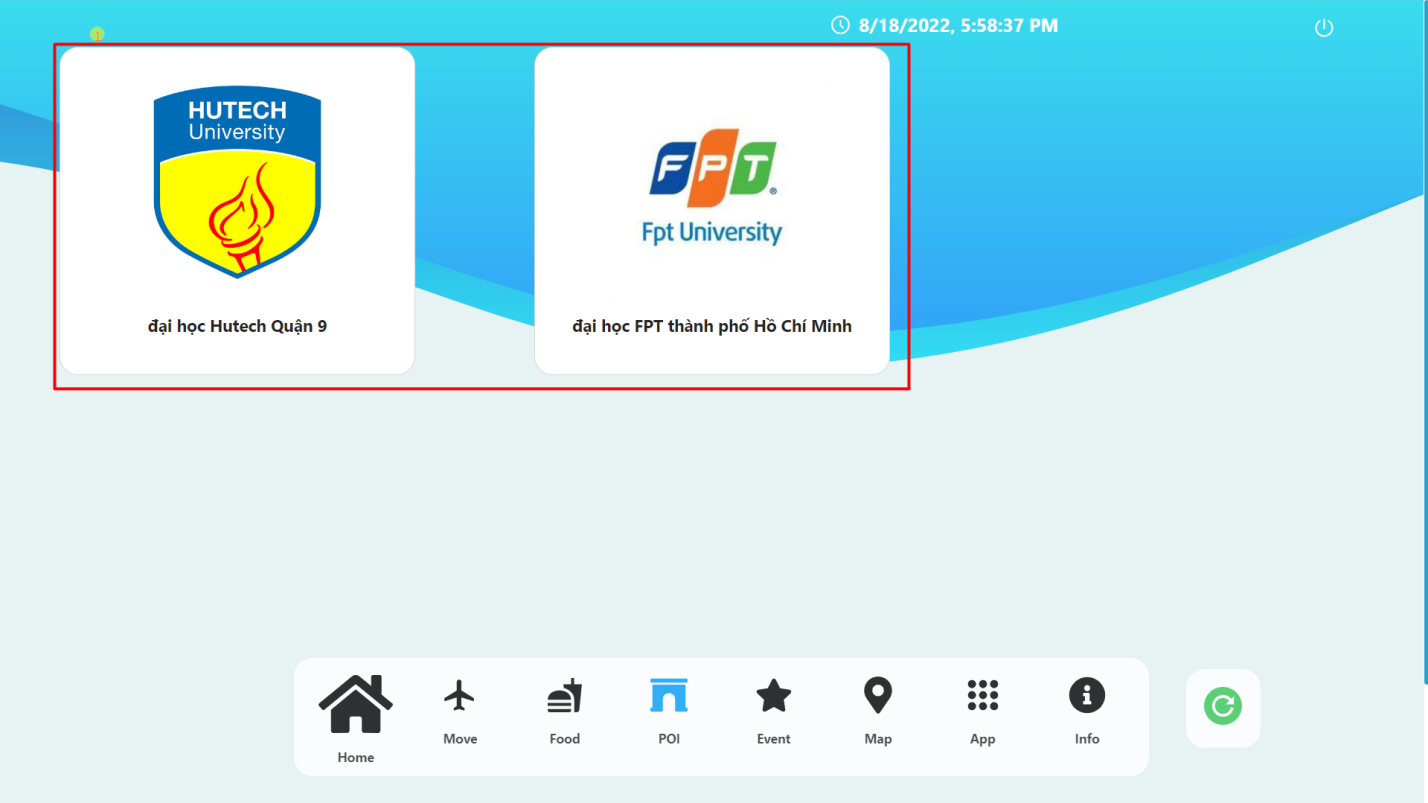 8/18/2022, 5:58:37 PM
HUTECH
University
FPT
Fpt University
đại học Hutech Quận 9
đại học FPT thành phố Hồ Chí Minh
Home
Move
Food
POI
Event
Map
App
Info